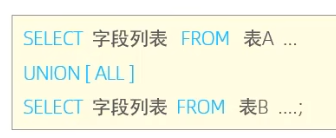 SELECT 字段列表 FROM 表A ...
UNION [ ALL ]
SELECT 字段列表 FROM 表B ....;